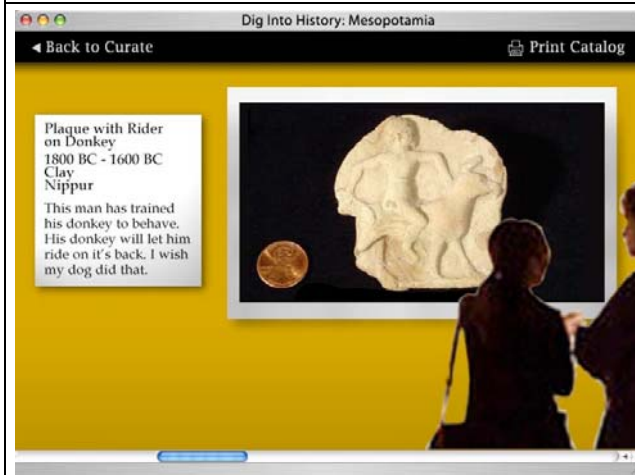 Dig Into History: Mesopotamia
◄ Back to Curate
Print Catalog
Plaque with Rider
on Donkey
1800 BC - 1600 BC
Clay
Nippur
This man has trained
his donkey to behave.
His donkey will let him
ride on it's back. I wish
my dog did that.